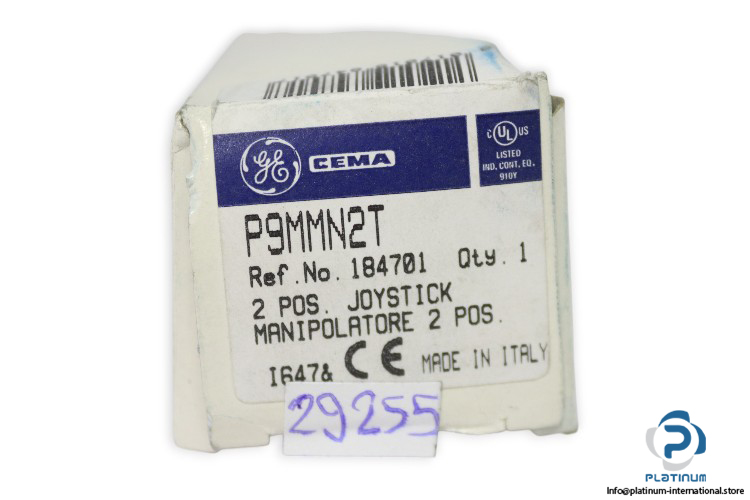 GE CEMA
c UL US
LISTED
IND. CONT. EQ.
910Y
P9MMN2T
Ref.No.184701 Qty. 1
2 POS. JOYSTICK
MANIPOLATORE 2 POS.
I647& CE MADE IN ITALY
29255
PLATINUM
Info@platinum-international.store